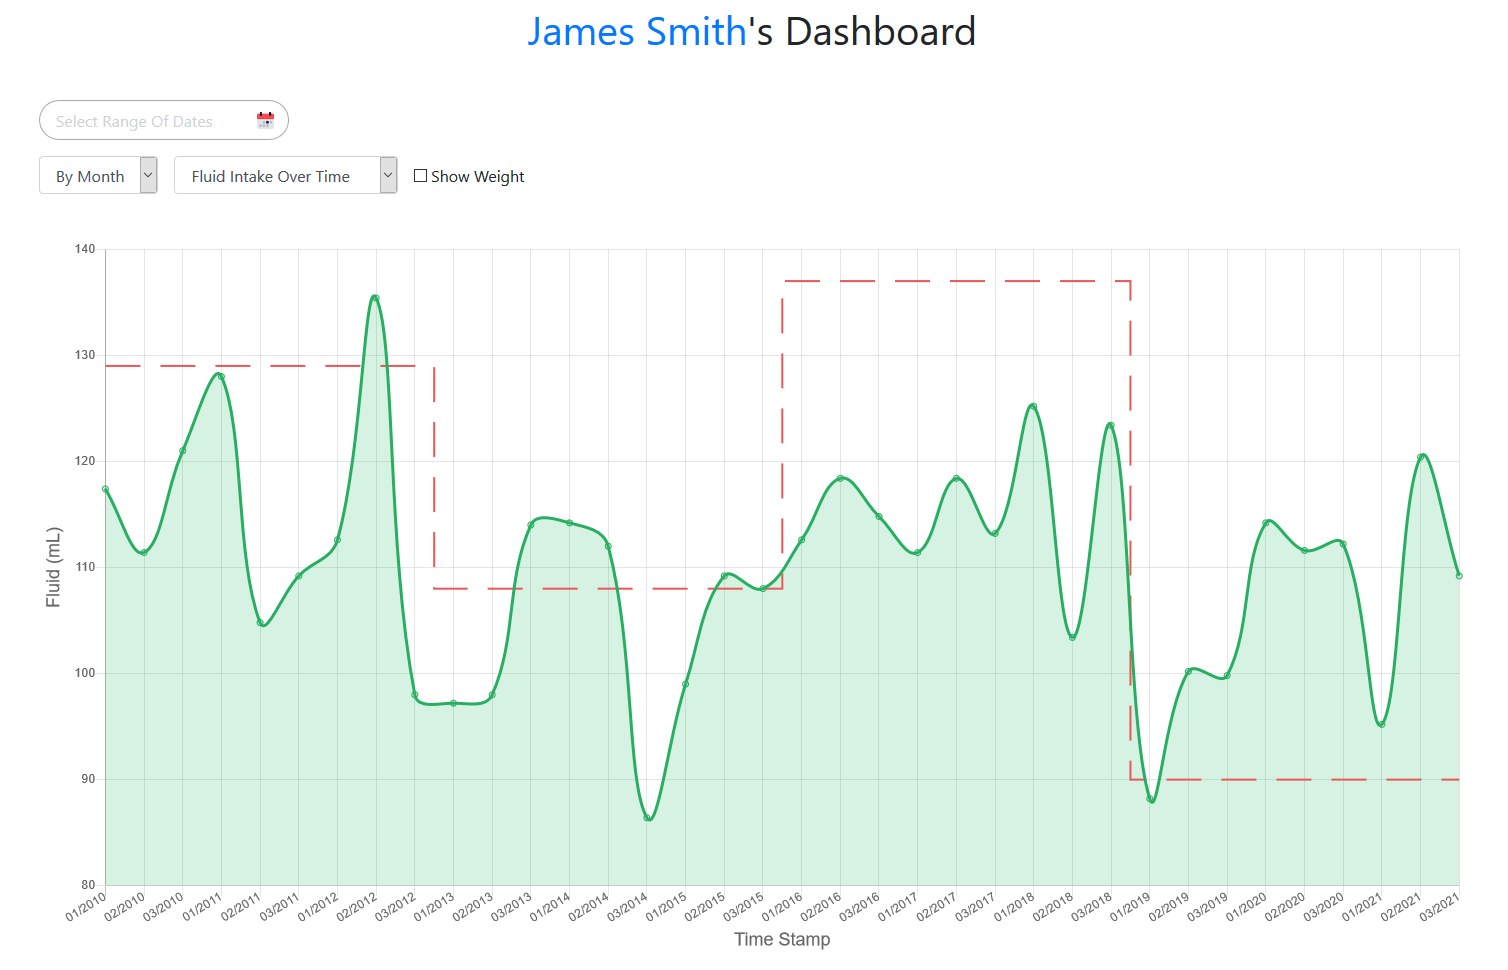 James Smith's Dashboard
Select Range Of Dates
By Month Fluid Intake Over Time Show Weight
140
130
120
110
100
90
80
Fluid (mL)
01/2010 02/2010 03/2010 01/2011 02/2011 03/2011 01/2012 02/2012 03/2012 01/2013 02/2013 03/2013 01/2014 02/2014 03/2014 01/2015 02/2015 03/2015 01/2016 02/2016 03/2016 01/2017 02/2017 03/2017 01/2018 02/2018 03/2018 01/2019 02/2019 03/2019 01/2020 02/2020 03/2020 01/2021 02/2021 03/2021
Time Stamp